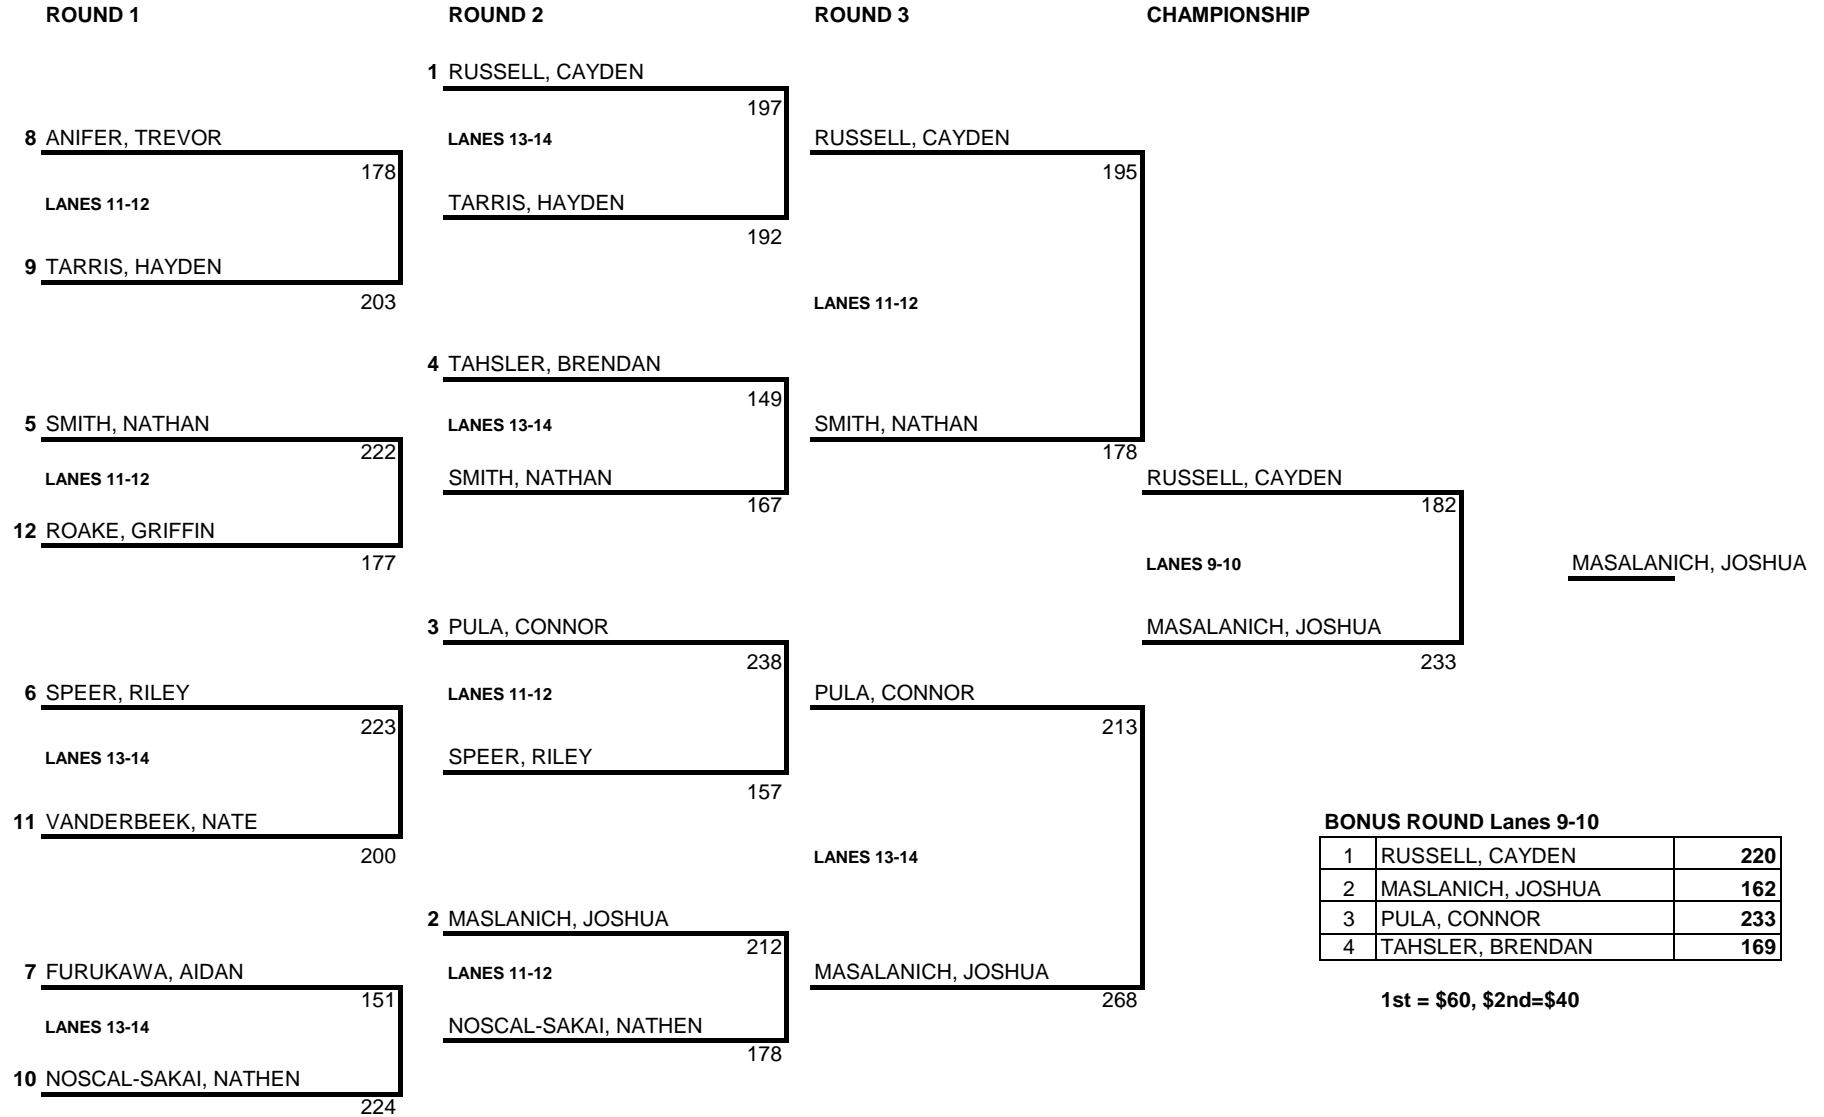 ROUND 1 ROUND 2 ROUND 3 CHAMPIONSHIP
1 RUSSELL, CAYDEN
197
8 ANIFER, TREVOR LANES 13-14 RUSSELL, CAYDEN
178 195
LANES 11-12 TARRIS, HAYDEN
192
9 TARRIS, HAYDEN
203 LANES 11-12
4 TAHSLER, BRENDAN
149
5 SMITH, NATHAN LANES 13-14 SMITH, NATHAN
222 178
LANES 11-12 SMITH, NATHAN RUSSELL, CAYDEN
167 182
12 ROAKE, GRIFFIN
177 LANES 9-10 MASALANICH, JOSHUA
3 PULA, CONNOR MASALANICH, JOSHUA
238 233
6 SPEER, RILEY LANES 11-12 PULA, CONNOR
223 213
LANES 13-14 SPEER, RILEY
157
11 VANDERBEEK, NATE BONUS ROUND Lanes 9-10
200 LANES 13-14 1 RUSSELL, CAYDEN 220
2 MASLANICH, JOSHUA 162
2 MASLANICH, JOSHUA 3 PULA, CONNOR 233
212 4 TAHSLER, BRENDAN 169
7 FURUKAWA, AIDAN LANES 11-12 MASALANICH, JOSHUA
151 268 1st = $60, $2nd=$40
LANES 13-14 NOSCAL-SAKAI, NATHEN
178
10 NOSCAL-SAKAI, NATHEN
224